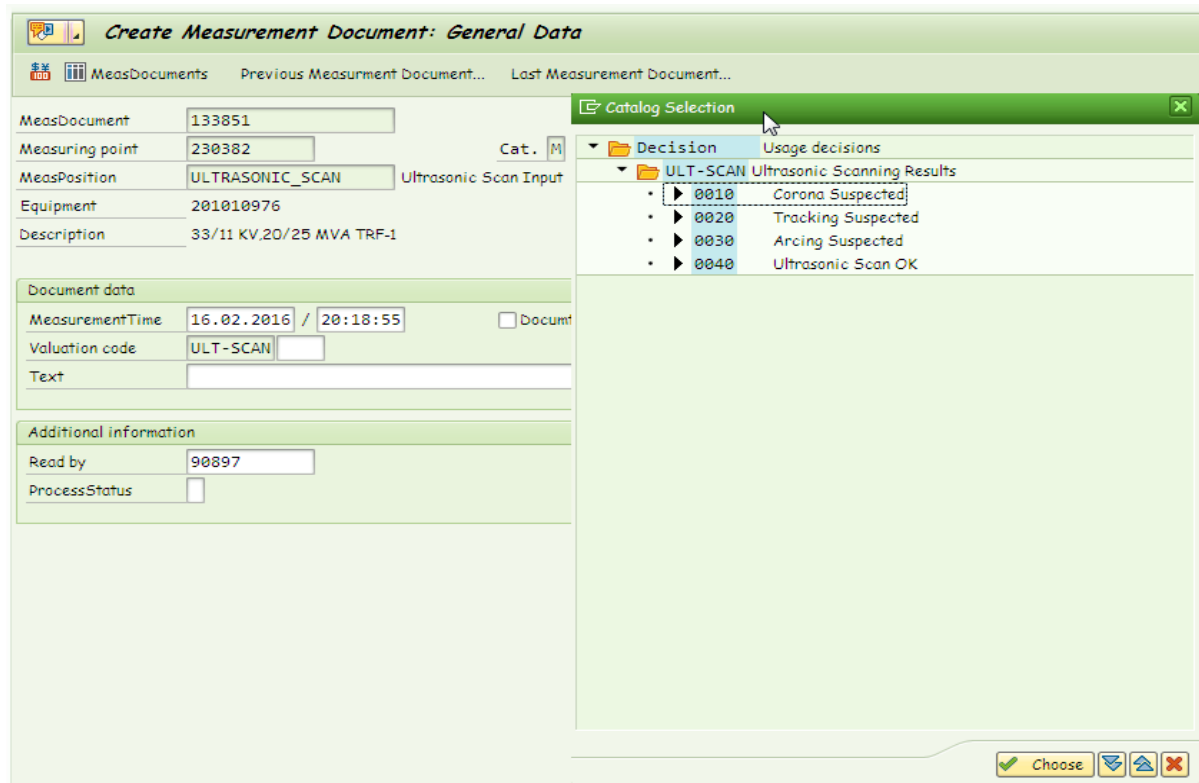 Create Measurement Document: General Data
MeasDocuments Previous Measurment Document... Last Measurement Document...
MeasDocument 133851
Measuring point 230382 Cat. M
MeasPosition ULTRASONIC_SCAN Ultrasonic Scan Input
Equipment 201010976
Description 33/11 KV,20/25 MVA TRF-1
Document data
MeasurementTime 16.02.2016 / 20:18:55 Documt
Valuation code ULT-SCAN
Text
Additional information
Read by 90897
ProcessStatus
Catalog Selection
Decision Usage decisions
ULT-SCAN Ultrasonic Scanning Results
0010 Corona Suspected
0020 Tracking Suspected
0030 Arcing Suspected
0040 Ultrasonic Scan OK
Choose